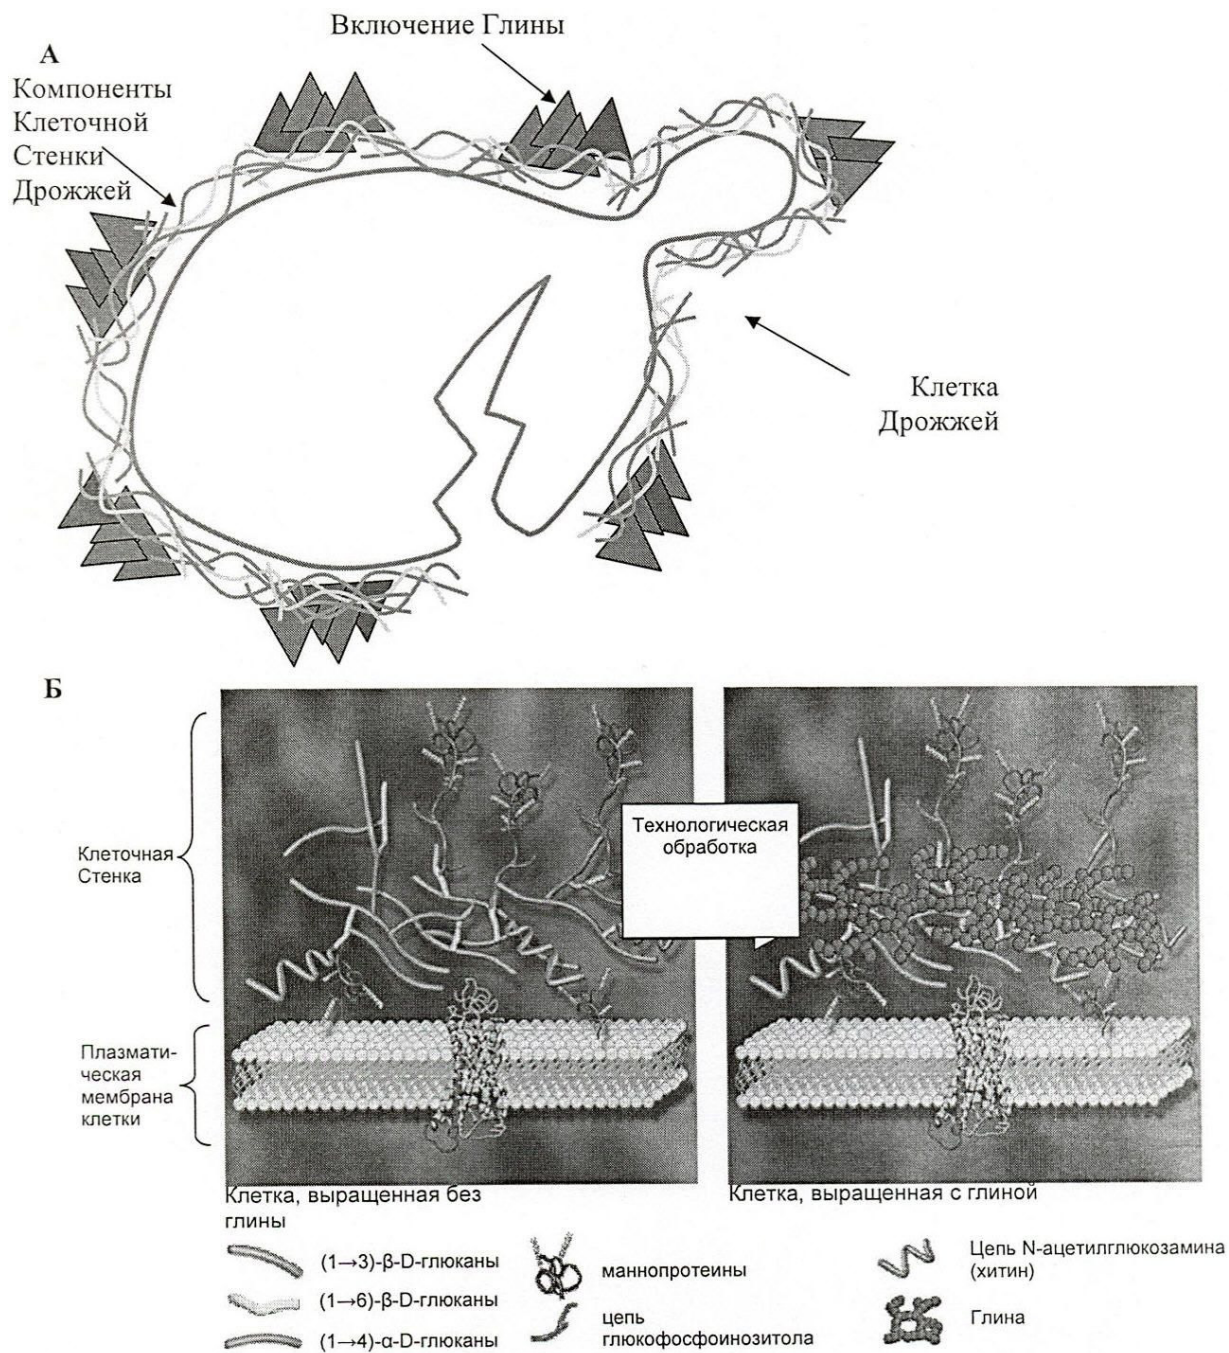 Включение Глины
А
Компоненты
Клеточной
Стенки
Дрожжей
Клетка
Дрожжей
Б
Клеточная
Стенка
Технологическая
обработка
Плазмати-
ческая
мембрана
клетки
Клетка, выращенная без
глины
Клетка, выращенная с глиной
(1→3)-β-D-глюканы
(1→6)-β-D-глюканы
(1→4)-α-D-глюканы
маннопротеины
цепь
глюкофосфоинозитола
Цепь N-ацетилглюкозамина
(хитин)
Глина